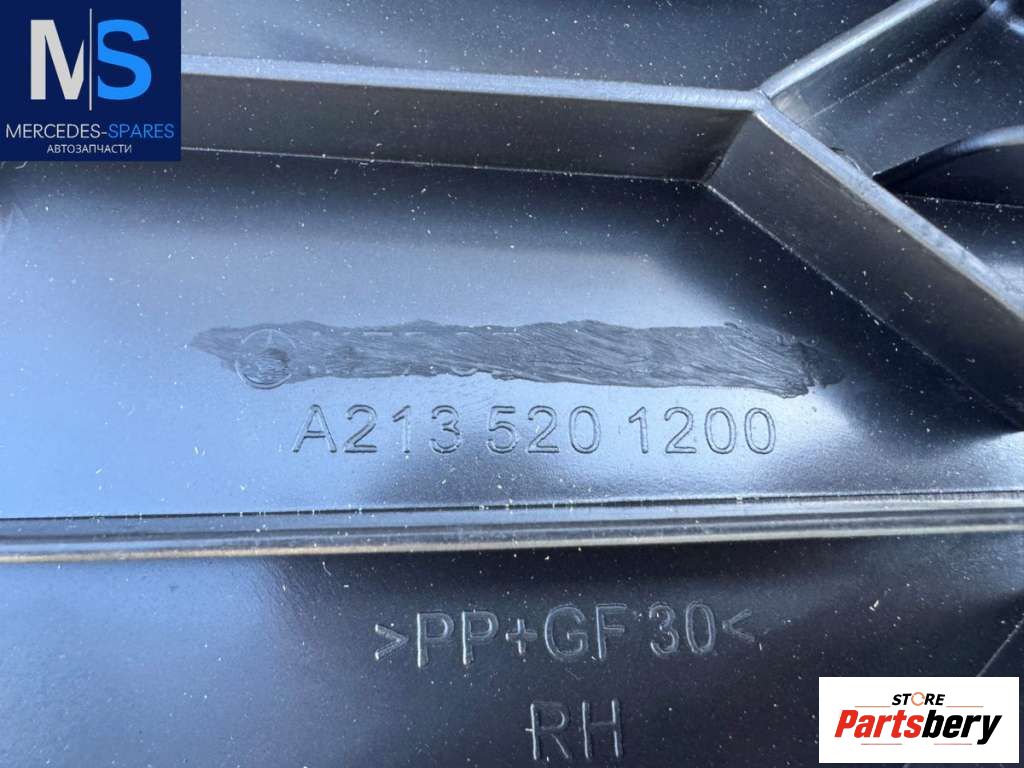 MS
MERCEDES-SPARES
АВТОЗАПЧАСТИ
A213 520 1200
>PP+GF 30<
RH
STORE
Partsbery